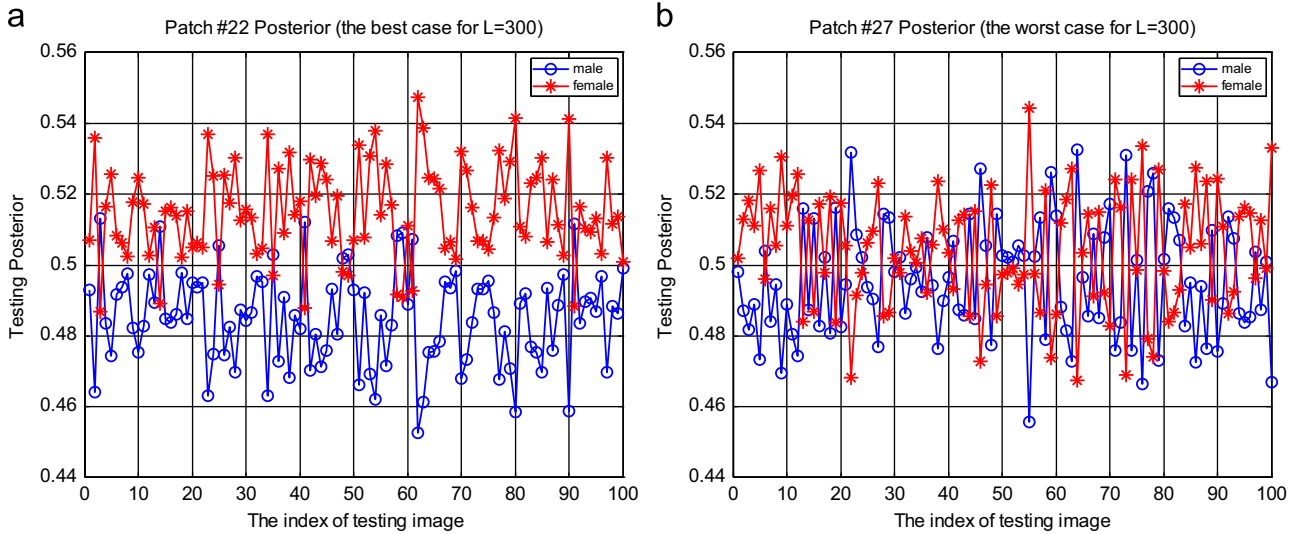 a
Patch #22 Posterior (the best case for L=300)
0.56
0.54
0.52
0.5
0.48
0.46
0.44
Testing Posterior
male
female
0 10 20 30 40 50 60 70 80 90 100
The index of testing image
b
Patch #27 Posterior (the worst case for L=300)
0.56
0.54
0.52
0.5
0.48
0.46
0.44
Testing Posterior
male
female
0 10 20 30 40 50 60 70 80 90 100
The index of testing image